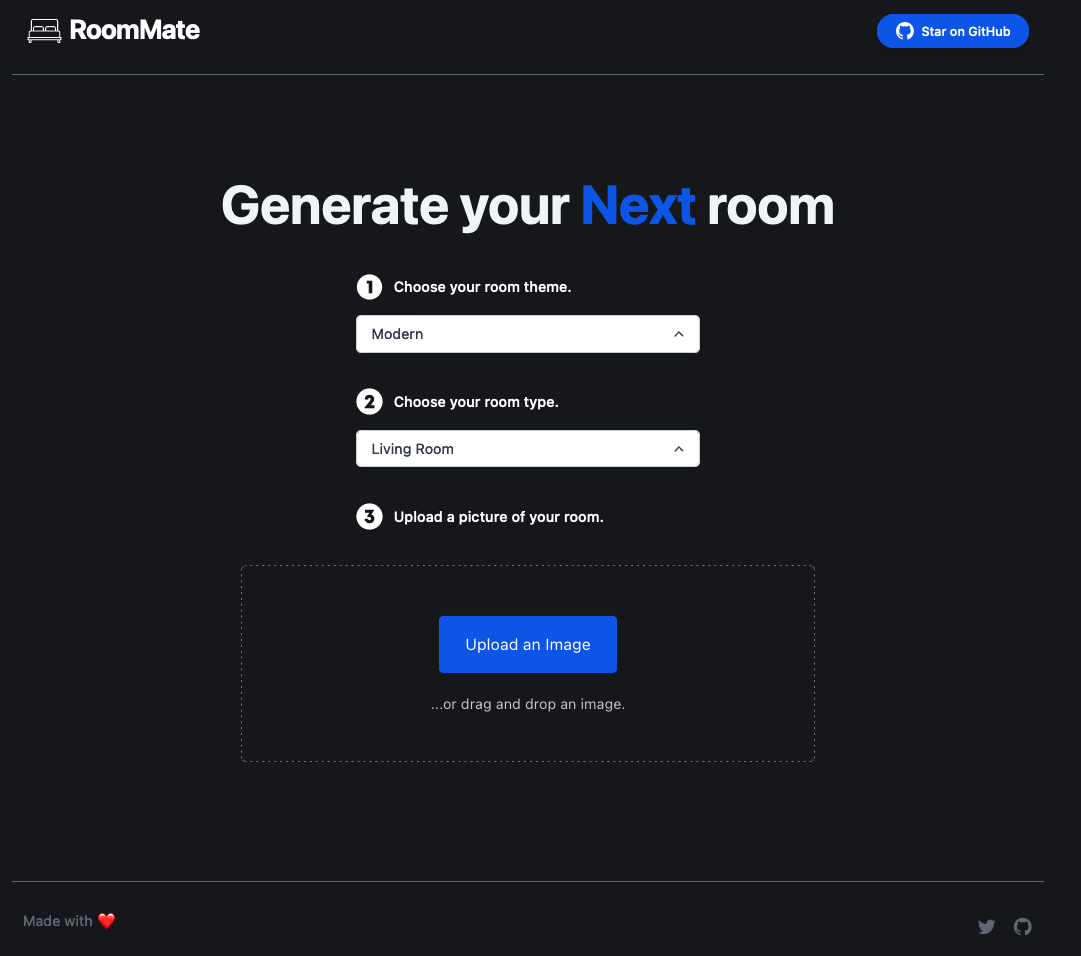 RoomMate
Star on GitHub
Generate your Next room
1 Choose your room theme.
Modern
2 Choose your room type.
Living Room
3 Upload a picture of your room.
Upload an Image
...or drag and drop an image.
Made with ❤️